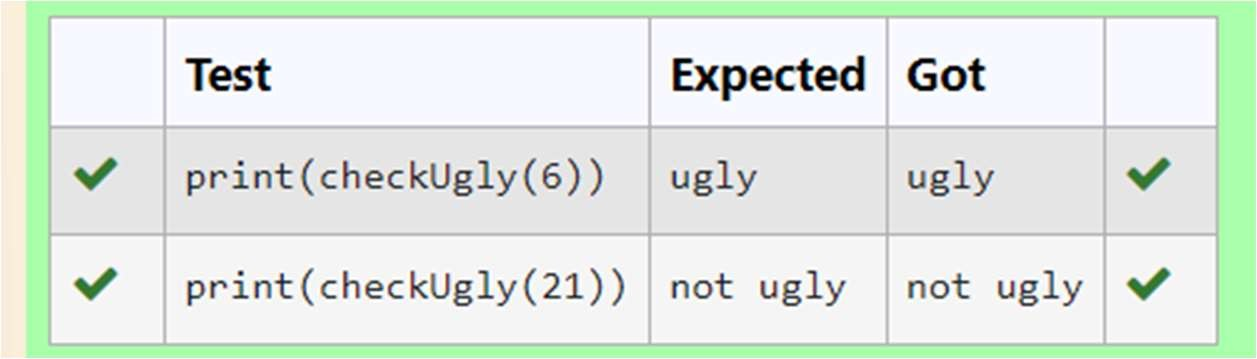 Test Expected Got
print(checkUgly(6)) ugly ugly
print(checkUgly(21)) not ugly not ugly